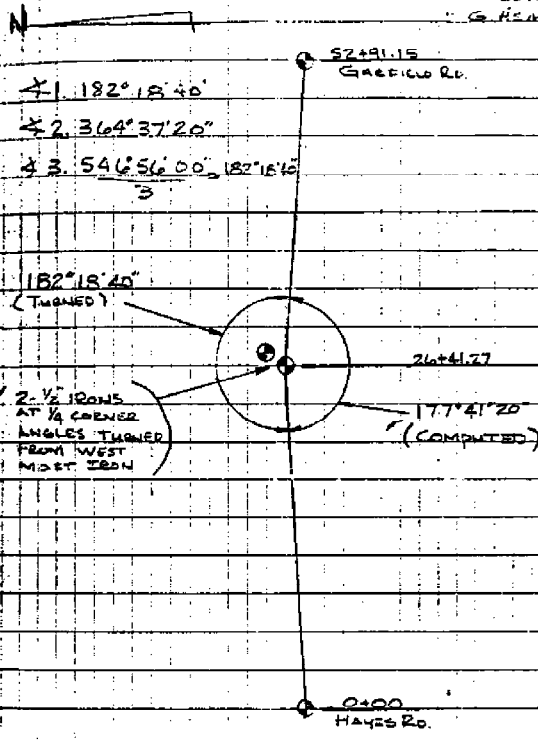 N
52+91.15
GARFIELD RD.
∡1. 182°18'40"
∡2. 364°37'20"
∡3. 546°56'00" = 182°18'40"
3
182°18'40"
(TURNED)
26+41.27
2-½" IRONS
AT ¼ CORNER
ANGLES TURNED
FROM WEST
MOST IRON
177°41'20"
(COMPUTED)
0+00
HAYES RD.